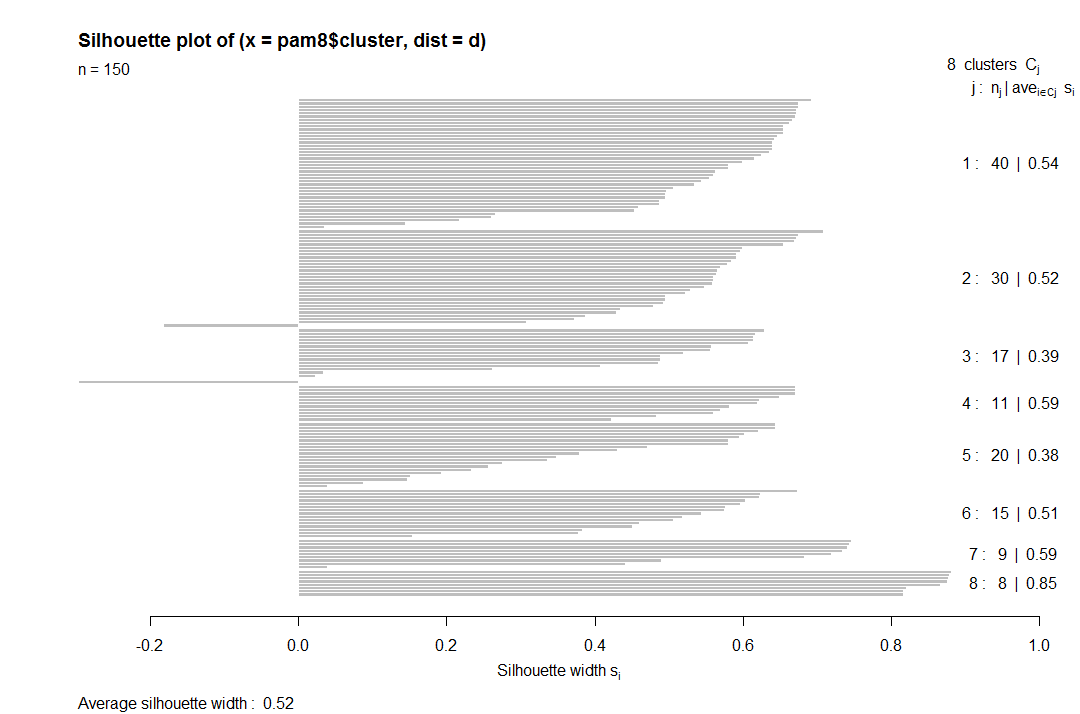 Silhouette plot of (x = pam8$cluster, dist = d)
n = 150
8 clusters Cj
j : nj | avei∈Cj si
1 : 40 | 0.54
2 : 30 | 0.52
3 : 17 | 0.39
4 : 11 | 0.59
5 : 20 | 0.38
6 : 15 | 0.51
7 : 9 | 0.59
8 : 8 | 0.85
-0.2 0.0 0.2 0.4 0.6 0.8 1.0
Silhouette width si
Average silhouette width : 0.52